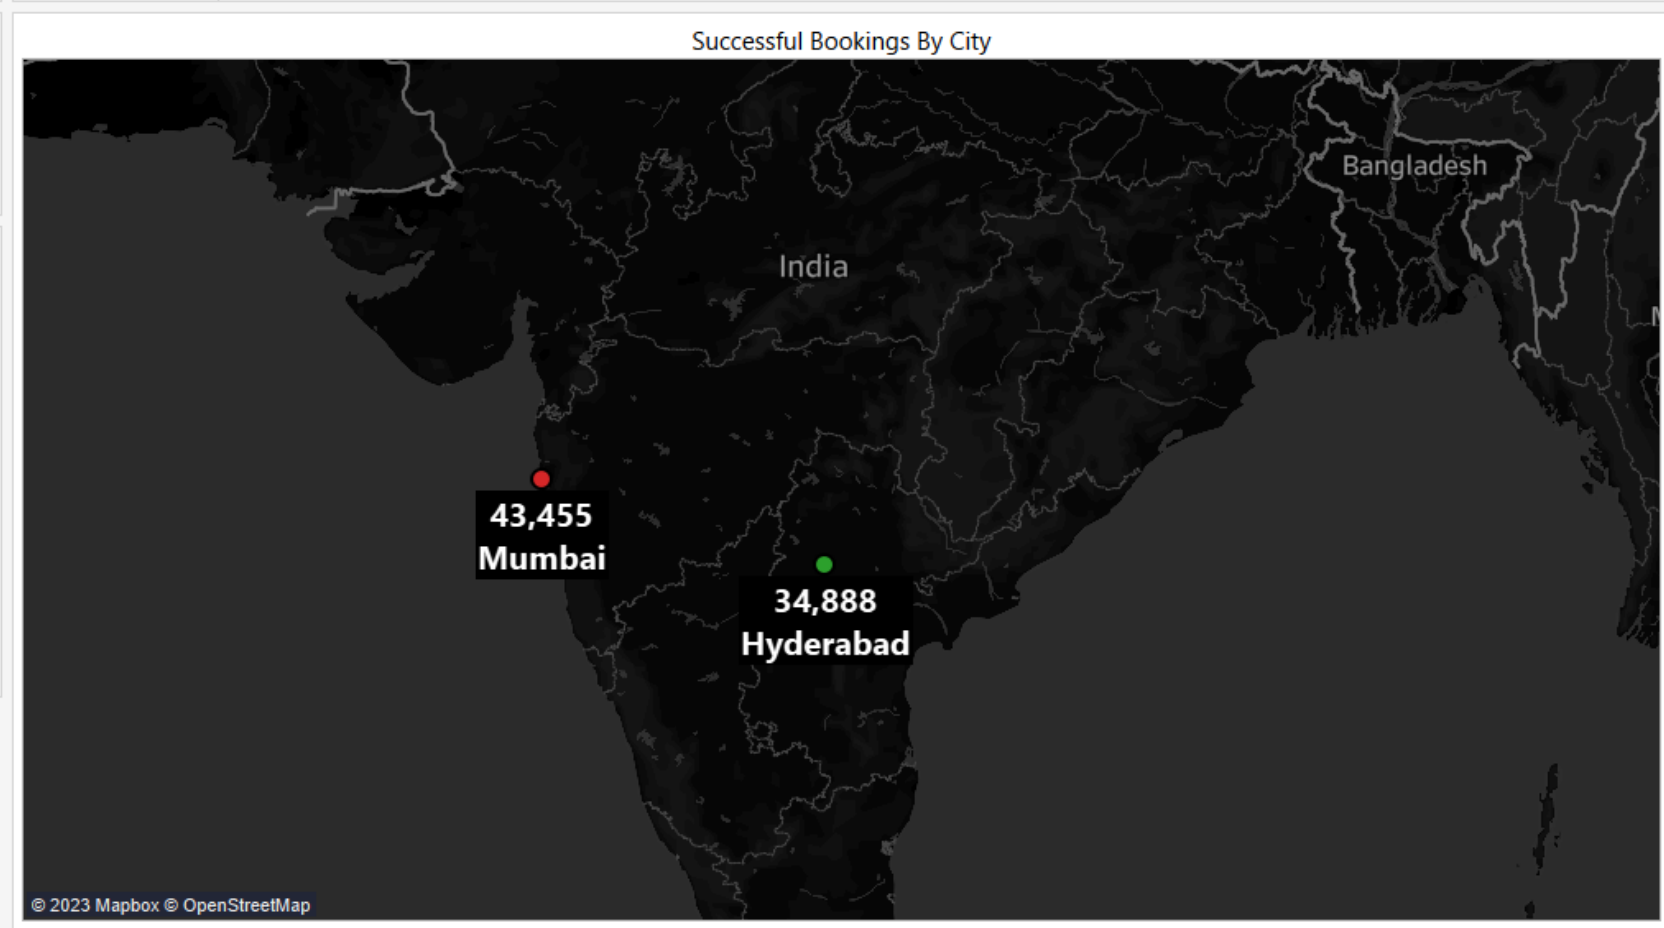 Successful Bookings By City
Bangladesh
India
43,455
Mumbai
34,888
Hyderabad
© 2023 Mapbox © OpenStreetMap